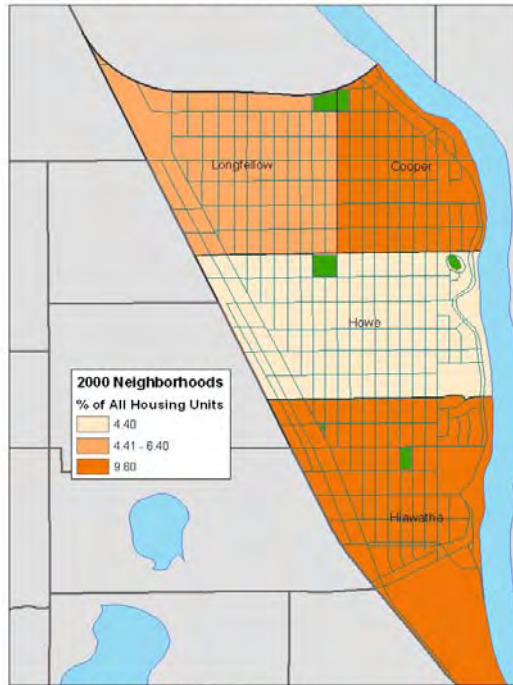 Longfellow
Cooper
Howe
2000 Neighborhoods
% of All Housing Units
4.40
4.41 - 6.40
9.60
Hiawatha